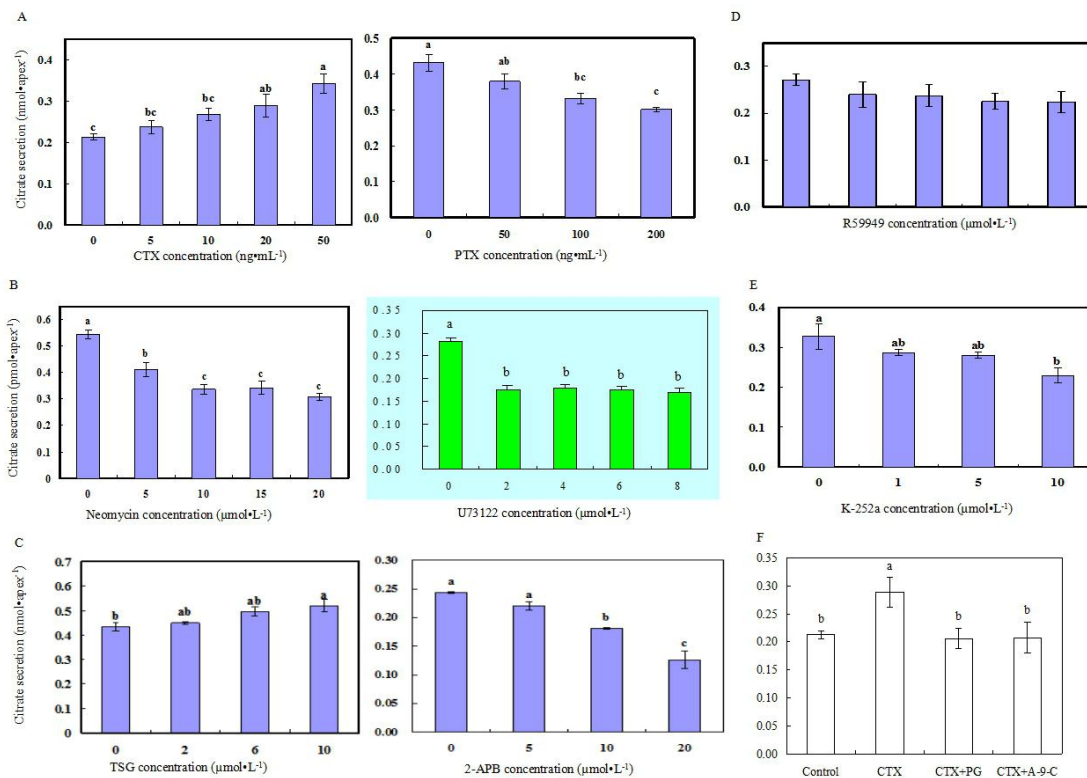 A
Citrate secretion (nmol•apex⁻¹)
0.4
0.3
0.2
0.1
0.0
c
bc
bc
ab
a
0 5 10 20 50
CTX concentration (ng•mL⁻¹)
0.5
0.4
0.3
0.2
0.1
0.0
a
ab
bc
c
0 50 100 200
PTX concentration (ng•mL⁻¹)
D
0.3
0.2
0.1
0.0
R59949 concentration (µmol•L⁻¹)
B
Citrate secretion (pmol•apex⁻¹)
0.6
0.5
0.4
0.3
0.2
0.1
0
a
b
c
c
c
0 5 10 15 20
Neomycin concentration (µmol•L⁻¹)
0.35
0.30
0.25
0.20
0.15
0.10
0.05
0.00
a
b
b
b
b
0 2 4 6 8
U73122 concentration (µmol•L⁻¹)
E
0.4
0.3
0.2
0.1
0.0
a
ab
ab
b
0 1 5 10
K-252a concentration (µmol•L⁻¹)
C
Citrate secretion (nmol•apex⁻¹)
0.7
0.6
0.5
0.4
0.3
0.2
0.1
0
b
ab
ab
a
0 2 6 10
TSG concentration (µmol•L⁻¹)
0.30
0.25
0.20
0.15
0.10
0.05
0.00
a
a
b
c
0 5 10 20
2-APB concentration (µmol•L⁻¹)
F
0.35
0.30
0.25
0.20
0.15
0.10
0.05
0.00
b
a
b
b
Control CTX CTX+PG CTX+A-9-C